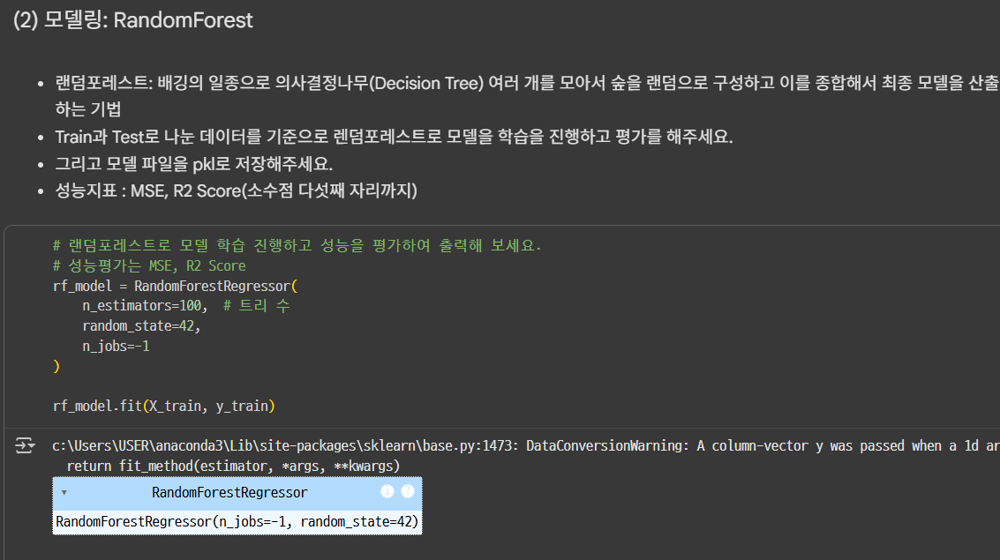 (2) 모델링: RandomForest
• 랜덤포레스트: 배깅의 일종으로 의사결정나무(Decision Tree) 여러 개를 모아서 숲을 랜덤으로 구성하고 이를 종합해서 최종 모델을 산출
하는 기법
• Train과 Test로 나눈 데이터를 기준으로 렌덤포레스트로 모델을 학습을 진행하고 평가를 해주세요.
• 그리고 모델 파일을 pkl로 저장해주세요.
• 성능지표 : MSE, R2 Score(소수점 다섯째 자리까지)
# 랜덤포레스트로 모델 학습 진행하고 성능을 평가하여 출력해 보세요.
# 성능평가는 MSE, R2 Score
rf_model = RandomForestRegressor(
    n_estimators=100,  # 트리 수
    random_state=42,
    n_jobs=-1
)
rf_model.fit(X_train, y_train)
c:\Users\USER\anaconda3\Lib\site-packages\sklearn\base.py:1473: DataConversionWarning: A column-vector y was passed when a 1d ar
  return fit_method(estimator, *args, **kwargs)
▾ RandomForestRegressor i ?
RandomForestRegressor(n_jobs=-1, random_state=42)